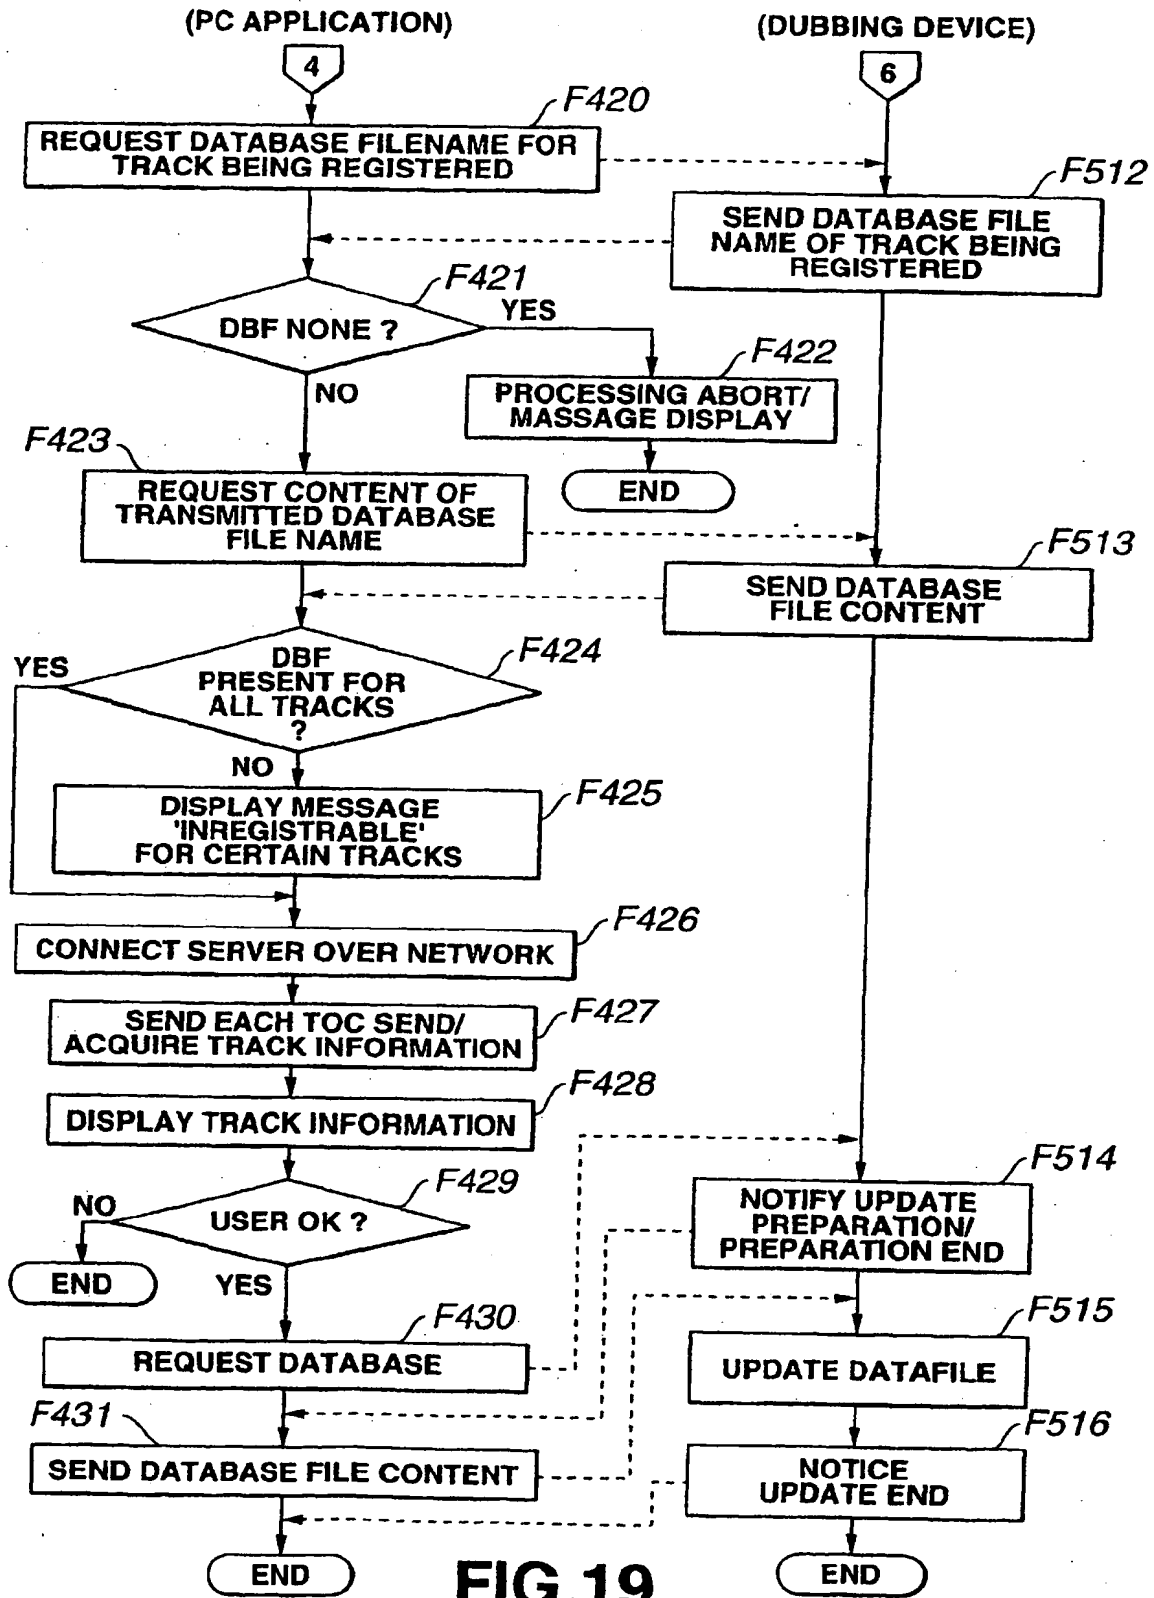 (PC APPLICATION)
(DUBBING DEVICE)
4
6
F420
REQUEST DATABASE FILENAME FOR
TRACK BEING REGISTERED
F512
SEND DATABASE FILE
NAME OF TRACK BEING
REGISTERED
F421
DBF NONE ?
YES
NO
F422
PROCESSING ABORT/
MASSAGE DISPLAY
END
F423
REQUEST CONTENT OF
TRANSMITTED DATABASE
FILE NAME
F513
SEND DATABASE
FILE CONTENT
F424
YES
DBF
PRESENT FOR
ALL TRACKS
?
NO
F425
DISPLAY MESSAGE
'INREGISTRABLE'
FOR CERTAIN TRACKS
F426
CONNECT SERVER OVER NETWORK
F427
SEND EACH TOC SEND/
ACQUIRE TRACK INFORMATION
F428
DISPLAY TRACK INFORMATION
F514
NOTIFY UPDATE
PREPARATION/
PREPARATION END
F429
NO
USER OK ?
END
YES
F430
REQUEST DATABASE
F515
UPDATE DATAFILE
F431
SEND DATABASE FILE CONTENT
F516
NOTICE
UPDATE END
END
END
FIG.19